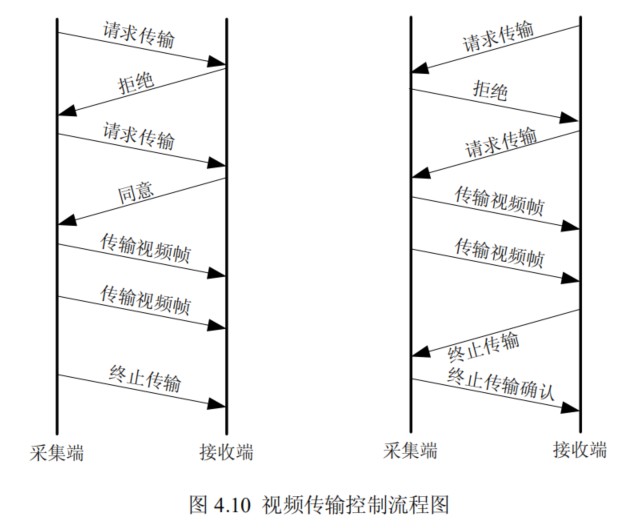 请求传输
拒绝
请求传输
同意
传输视频帧
传输视频帧
终止传输
采集端
接收端
请求传输
拒绝
请求传输
传输视频帧
传输视频帧
终止传输
终止传输确认
采集端
接收端
图 4.10 视频传输控制流程图